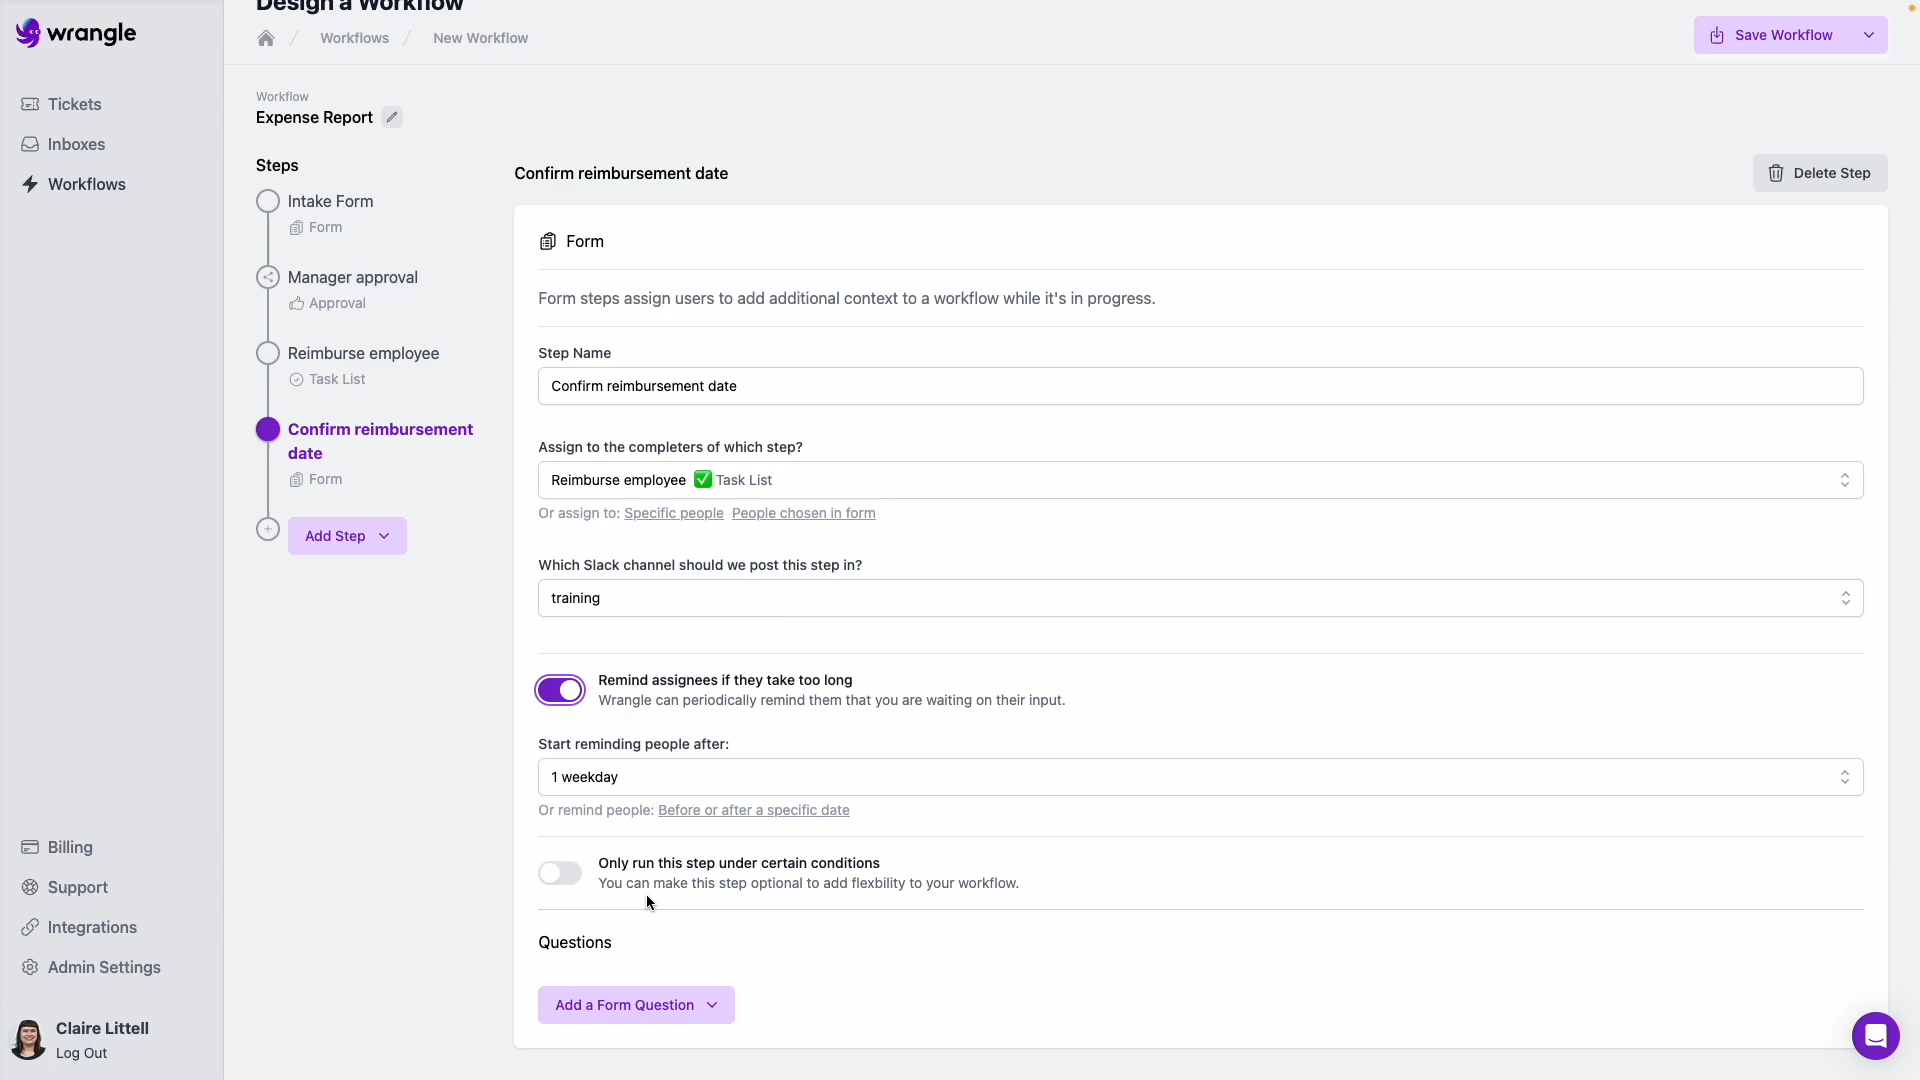 Design a Workflow
wrangle
Workflows
New Workflow
Save Workflow
Tickets
Inboxes
Workflows
Workflow
Expense Report
Steps
Intake Form
Form
Manager approval
Approval
Reimburse employee
Task List
Confirm reimbursement
date
Form
Add Step
Confirm reimbursement date
Delete Step
Form
Form steps assign users to add additional context to a workflow while it's in progress.
Step Name
Confirm reimbursement date
Assign to the completers of which step?
Reimburse employee ✅ Task List
Or assign to: Specific people People chosen in form
Which Slack channel should we post this step in?
training
Remind assignees if they take too long
Wrangle can periodically remind them that you are waiting on their input.
Start reminding people after:
1 weekday
Or remind people: Before or after a specific date
Only run this step under certain conditions
You can make this step optional to add flexbility to your workflow.
Questions
Add a Form Question
Billing
Support
Integrations
Admin Settings
Claire Littell
Log Out